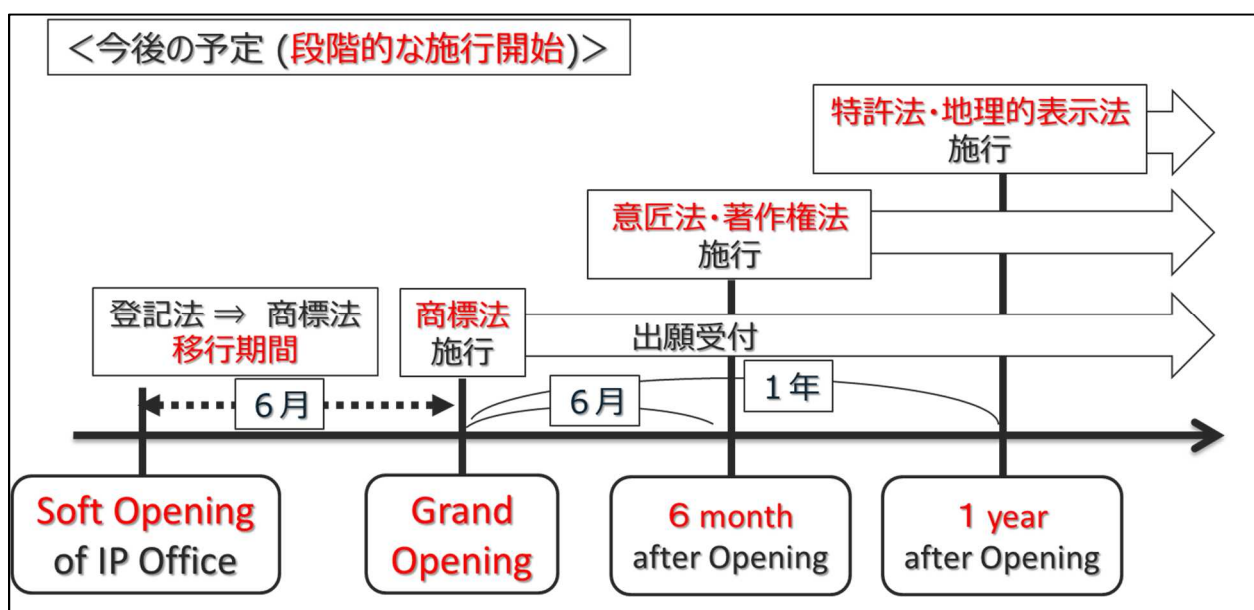 <今後の予定 (段階的な施行開始)>
特許法・地理的表示法
施行
意匠法・著作権法
施行
登記法 ⇒ 商標法
移行期間
商標法
施行
出願受付
6月
6月
1年
Soft Opening
of IP Office
Grand
Opening
6 month
after Opening
1 year
after Opening